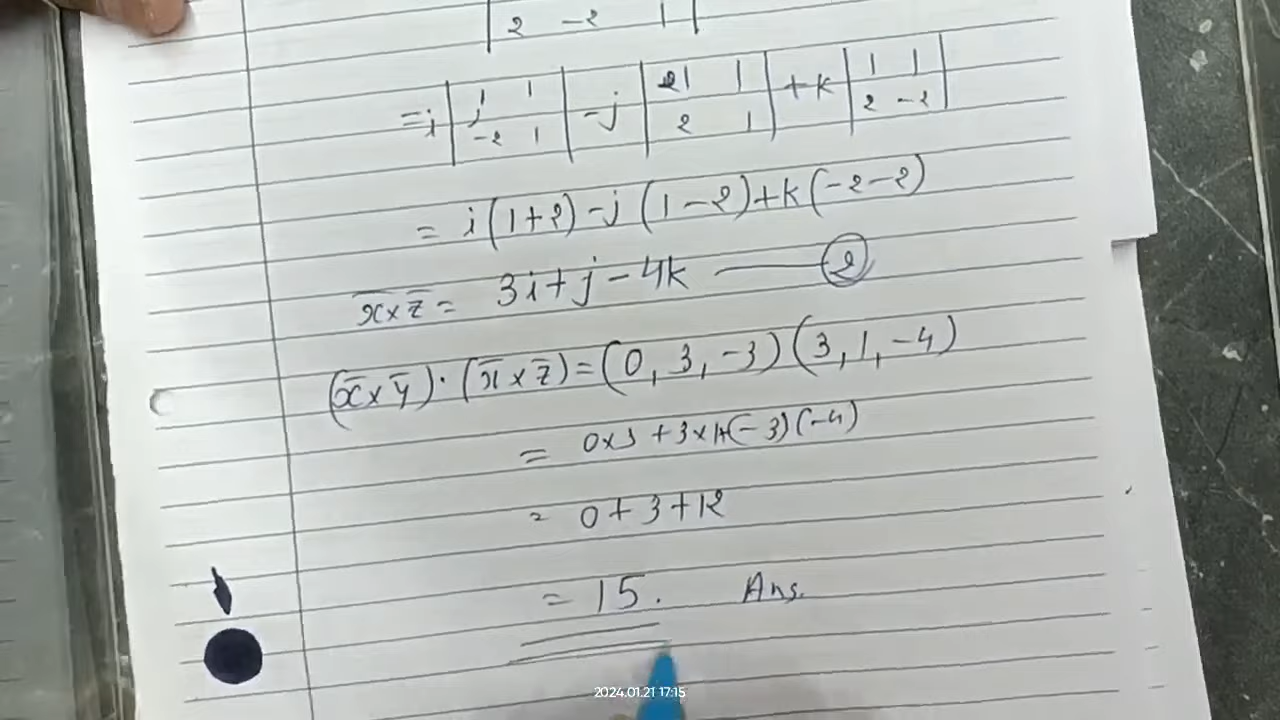 | 2 -2 1 |
= i | 1 1 | - j | 1 1 | + k | 1 1 |
-2 1 2 1 2 -2
= i(1+2) - j(1-2) + k(-2-2)
x̄×z̄ = 3i+j-4k —— ②
(x̄×ȳ)·(x̄×z̄) = (0, 3, -3)(3, 1, -4)
= 0×3 + 3×1+(-3)(-4)
= 0+3+12
= 15. Ans.
2024.01.21 17:15